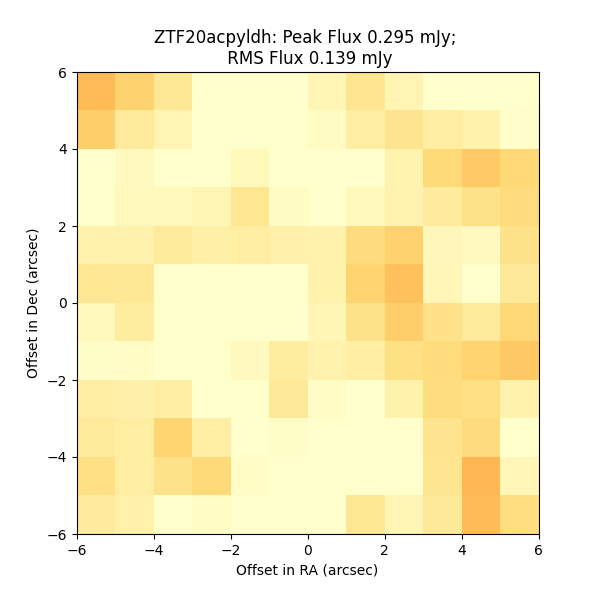 ZTF20acpyldh: Peak Flux 0.295 mJy;
RMS Flux 0.139 mJy
6
4
2
0
−2
−4
−6
Offset in Dec (arcsec)
−6 −4 −2 0 2 4 6
Offset in RA (arcsec)